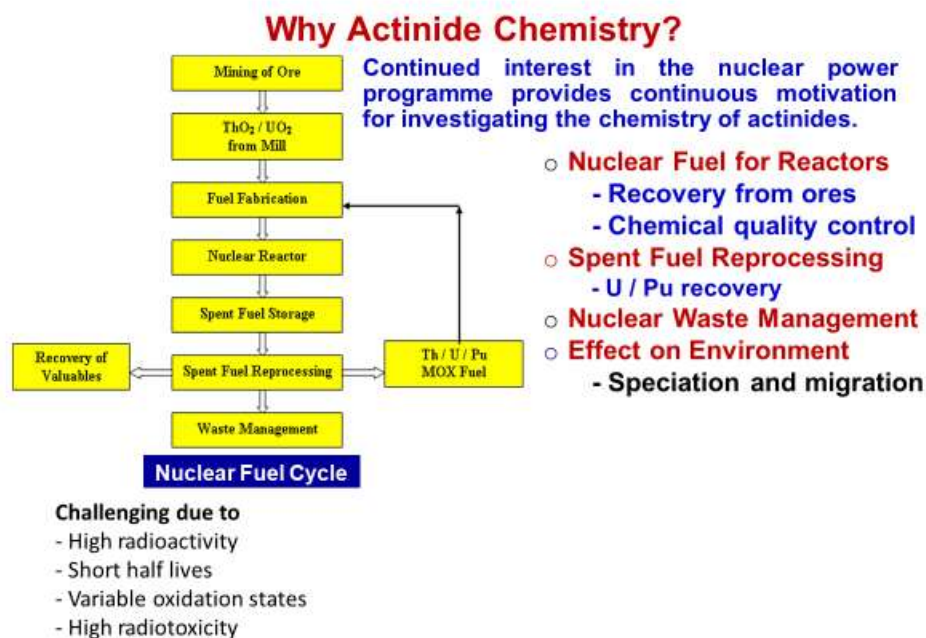 Why Actinide Chemistry?
Mining of Ore
ThO₂ / UO₂
from Mill
Fuel Fabrication
Nuclear Reactor
Spent Fuel Storage
Recovery of
Valuables
Spent Fuel Reprocessing
Th / U / Pu
MOX Fuel
Waste Management
Nuclear Fuel Cycle
Continued interest in the nuclear power
programme provides continuous motivation
for investigating the chemistry of actinides.
o Nuclear Fuel for Reactors
- Recovery from ores
- Chemical quality control
o Spent Fuel Reprocessing
- U / Pu recovery
o Nuclear Waste Management
o Effect on Environment
- Speciation and migration
Challenging due to
- High radioactivity
- Short half lives
- Variable oxidation states
- High radiotoxicity